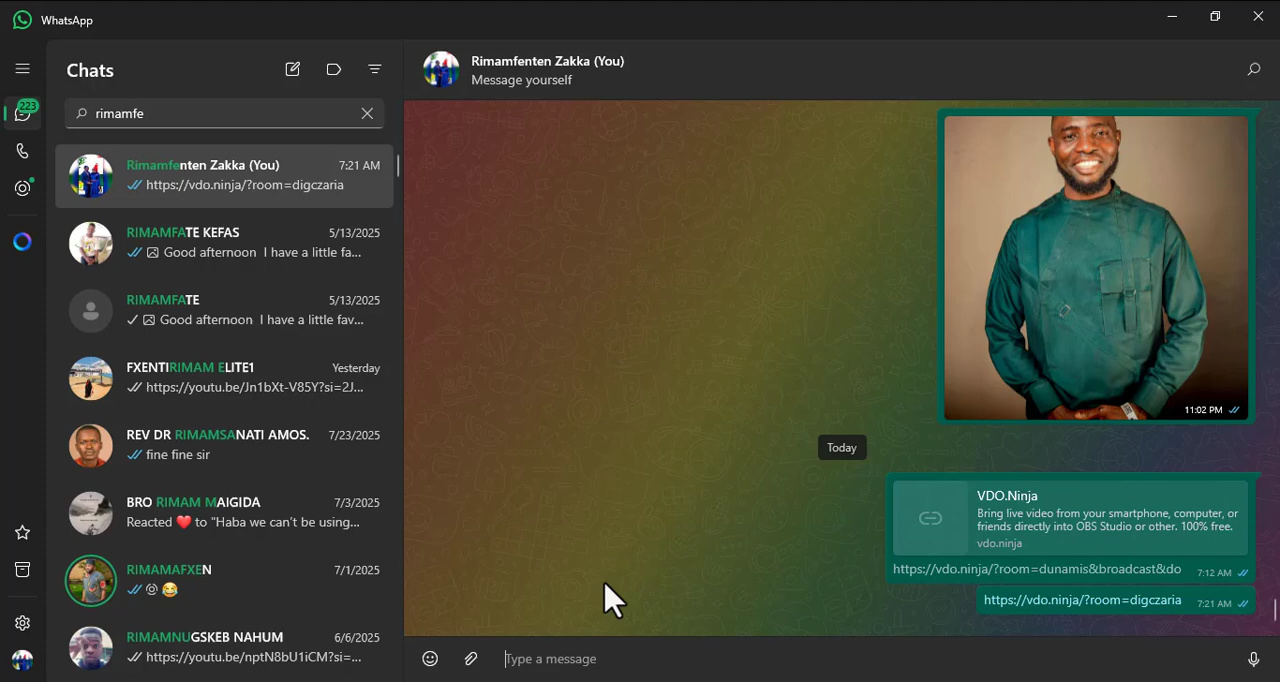 WhatsApp
Chats
223
rimamfe
Rimamfenten Zakka (You) 7:21 AM
https://vdo.ninja/?room=digczaria
RIMAMFATE KEFAS 5/13/2025
Good afternoon I have a little fa...
RIMAMFATE 5/13/2025
Good afternoon I have a little fav...
FXENTIRIMAM ELITE1 Yesterday
https://youtu.be/Jn1bXt-V85Y?si=2J...
REV DR RIMAMSANATI AMOS. 7/23/2025
fine fine sir
BRO RIMAM MAIGIDA 7/3/2025
Reacted ❤️ to "Haba we can't be using...
RIMAMAFXEN 7/1/2025
😂
RIMAMNUGSKEB NAHUM 6/6/2025
https://youtu.be/nptN8bU1iCM?si=...
Rimamfenten Zakka (You)
Message yourself
11:02 PM
Today
VDO.Ninja
Bring live video from your smartphone, computer, or
friends directly into OBS Studio or other. 100% free.
vdo.ninja
https://vdo.ninja/?room=dunamis&broadcast&do 7:12 AM
https://vdo.ninja/?room=digczaria 7:21 AM
Type a message